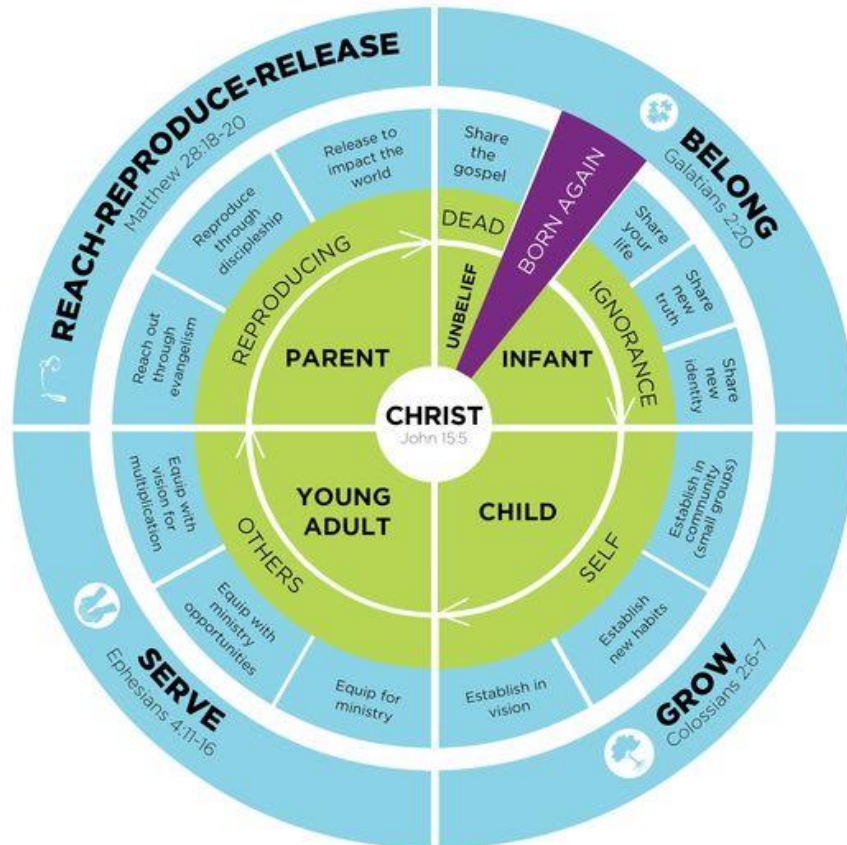 REACH-REPRODUCE-RELEASE
Matthew 28:18-20
Reach out
through
evangelism
Reproduce
through
discipleship
Release to
impact the
world
REPRODUCING
PARENT
Share
the
gospel
DEAD
UNBELIEF
BORN AGAIN
BELONG
Galatians 2:20
Share
your
life
Share
new
truth
Share
new
identity
IGNORANCE
INFANT
CHRIST
John 15:5
CHILD
SELF
Establish in
community
(small groups)
Establish
new habits
Establish
in vision
GROW
Colossians 2:6-7
YOUNG
ADULT
OTHERS
Equip for
ministry
Equip with
ministry
opportunities
Equip with
vision for
multiplication
SERVE
Ephesians 4:11-16